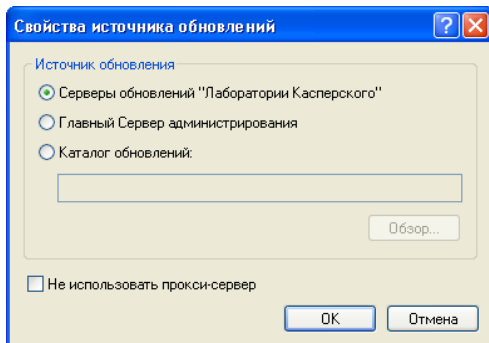 Свойства источника обновлений
Источник обновления
Серверы обновлений "Лаборатории Касперского"
Главный Сервер администрирования
Каталог обновлений:
Обзор...
Не использовать прокси-сервер
OK
Отмена